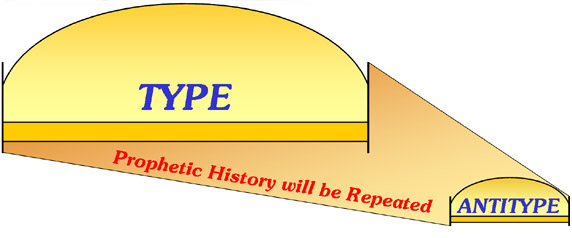 TYPE
Prophetic History will be Repeated
ANTITYPE